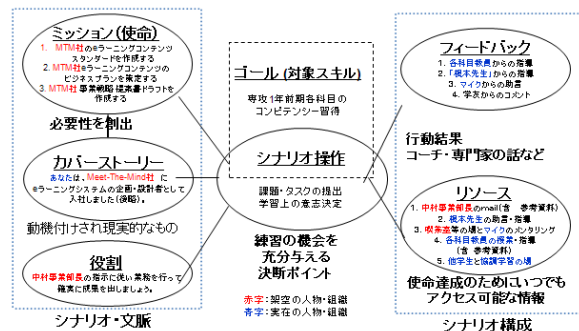 ミッション(使命)
1. MTM社のeラーニングコンテンツ
スタンダードを作成する
2. MTM社eラーニングコンテンツの
ビジネスプランを策定する
3. MTM社 事業戦略 提案書ドラフトを
作成する
必要性を創出
カバーストーリー
あなたは、Meet-The-Mind社 に
eラーニングシステムの企画・設計者として
入社しました(後略)。
動機付けされ現実的なもの
役割
中村事業部長の指示に従い業務を行って
確実に成果を出しましょう。
シナリオ・文脈
ゴール (対象スキル)
専攻1年前期各科目の
コンピテンシー習得
シナリオ操作
課題・タスクの提出
学習上の意志決定
練習の機会を
充分与える
決断ポイント
赤字:架空の人物・組織
青字:実在の人物・組織
フィードバック
1. 各科目教員からの指導
2. 「根木先生」からの指導
3. マイクからの助言
4. 学友からのコメント
行動結果
コーチ・専門家の話など
リソース
1. 中村事業部長のmail(含 参考資料)
2. 根木先生の助言・指導
3. 喫茶室等の場とマイクのメンタリング
4. 各科目教員の授業・指導
(含 参考資料)
5. 他学生と協調学習の場
使命達成のためにいつでも
アクセス可能な情報
シナリオ構成